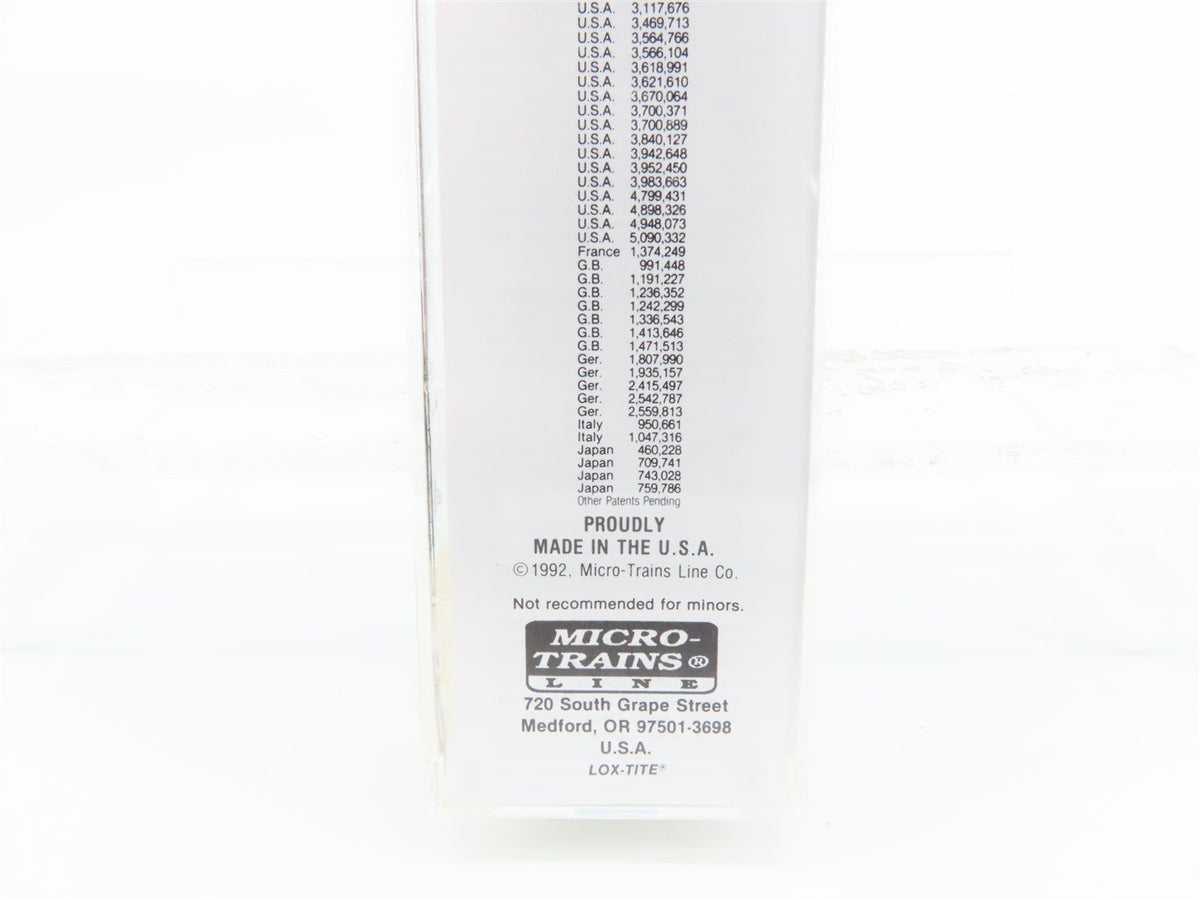 U.S.A. 3,117,676
U.S.A. 3,469,713
U.S.A. 3,564,766
U.S.A. 3,566,104
U.S.A. 3,618,991
U.S.A. 3,621,610
U.S.A. 3,670,064
U.S.A. 3,700,371
U.S.A. 3,700,889
U.S.A. 3,840,127
U.S.A. 3,942,648
U.S.A. 3,952,450
U.S.A. 3,983,663
U.S.A. 4,799,431
U.S.A. 4,898,326
U.S.A. 4,948,073
U.S.A. 5,090,332
France 1,374,249
G.B. 991,448
G.B. 1,191,227
G.B. 1,236,352
G.B. 1,242,299
G.B. 1,336,543
G.B. 1,413,646
G.B. 1,471,513
Ger. 1,807,990
Ger. 1,935,157
Ger. 2,415,497
Ger. 2,542,787
Ger. 2,559,813
Italy 950,661
Italy 1,047,316
Japan 460,228
Japan 709,741
Japan 743,028
Japan 759,786
Other Patents Pending
PROUDLY
MADE IN THE U.S.A.
©1992, Micro-Trains Line Co.
Not recommended for minors.
MICRO-
TRAINS®
LINE
720 South Grape Street
Medford, OR 97501-3698
U.S.A.
LOX-TITE®